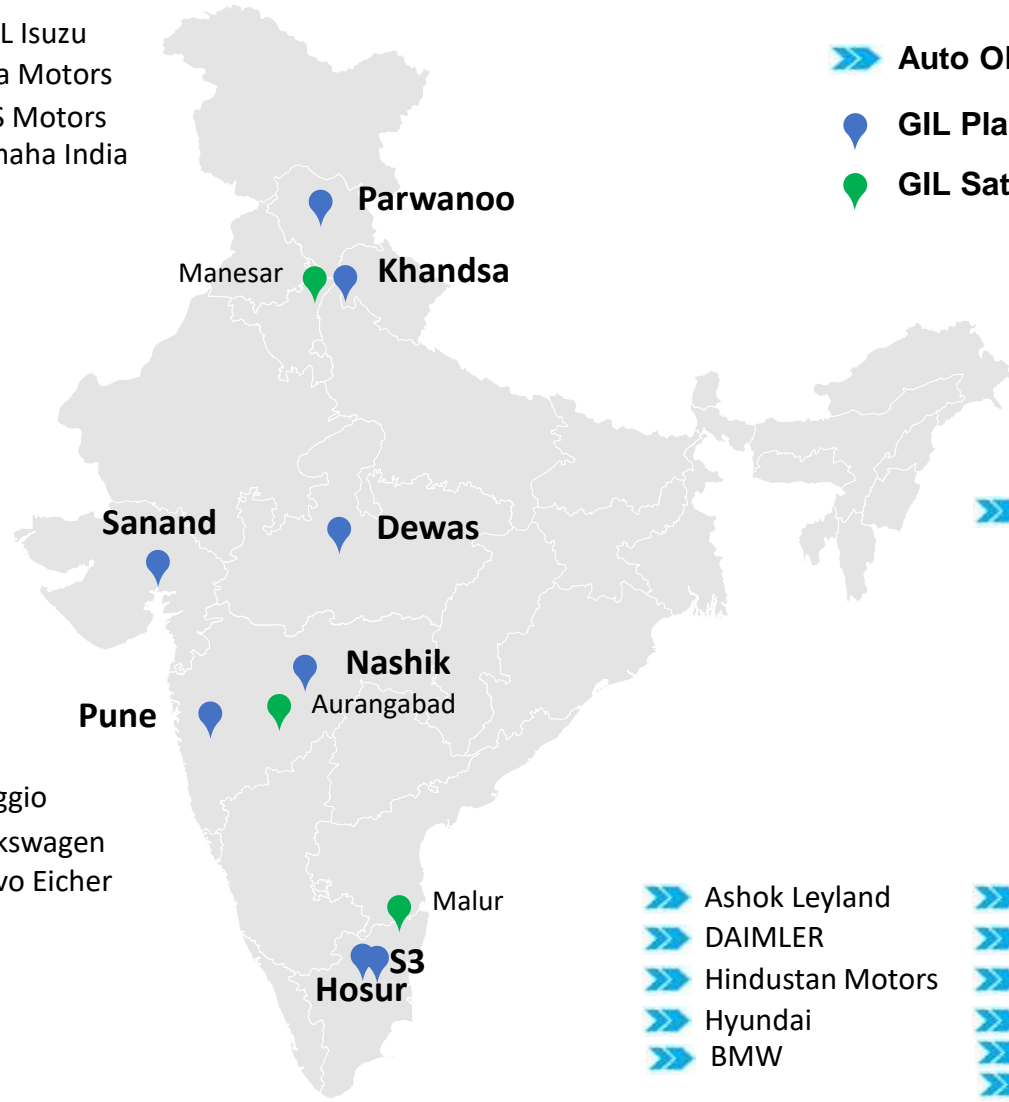 L Isuzu
a Motors
S Motors
naha India
Auto O
GIL Pla
GIL Sat
Parwanoo
Manesar
Khandsa
Sanand
Dewas
Nashik
Aurangabad
Pune
ggio
kswagen
vo Eicher
Malur
S3
Hosur
Ashok Leyland
DAIMLER
Hindustan Motors
Hyundai
BMW